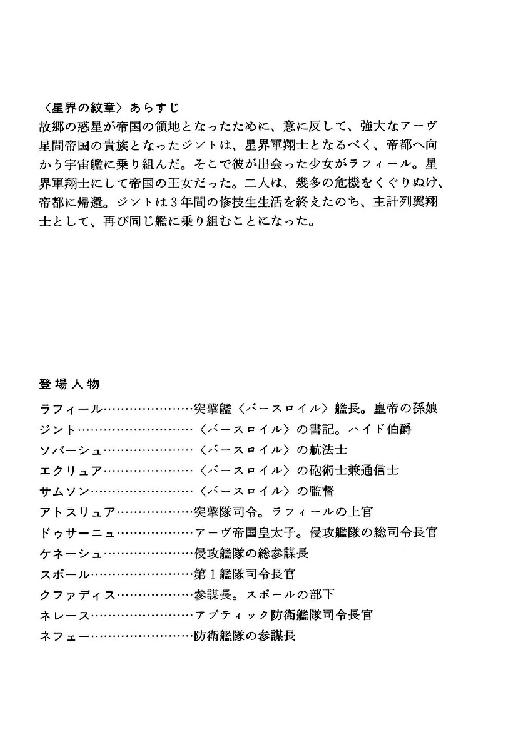 〈星界の紋章〉あらすじ
故郷の惑星が帝国の領地となったために、意に反して、強大なアーヴ
星間帝国の貴族となったジントは、星界軍翔士となるべく、帝都へ向
かう宇宙艦に乗り組んだ。そこで彼が出会った少女がラフィール。星
界軍翔士にして帝国の王女だった。二人は、幾多の危機をくぐりぬけ、
帝都に帰還。ジントは3年間の修技生生活を終えたのち、主計列翼翔
士として、再び同じ艦に乗り組むことになった。
登場人物
ラフィール…………………突撃艦〈バースロイル〉艦長。皇帝の孫娘
ジント………………………〈バースロイル〉の書記。ハイド伯爵
ソバーシュ…………………〈バースロイル〉の航法士
エクリュア…………………〈バースロイル〉の砲術士兼通信士
サムソン……………………〈バースロイル〉の監督
アトスリュア………………突撃隊司令。ラフィールの上官
ドゥサーニュ………………アーヴ帝国皇太子。侵攻艦隊の総司令長官
ケネーシュ…………………侵攻艦隊の総参謀長
スポール……………………第1艦隊司令長官
クファディス………………参謀長。スポールの部下
ネレース……………………アプティック防衛艦隊司令長官
ネフェー……………………防衛艦隊の参謀長